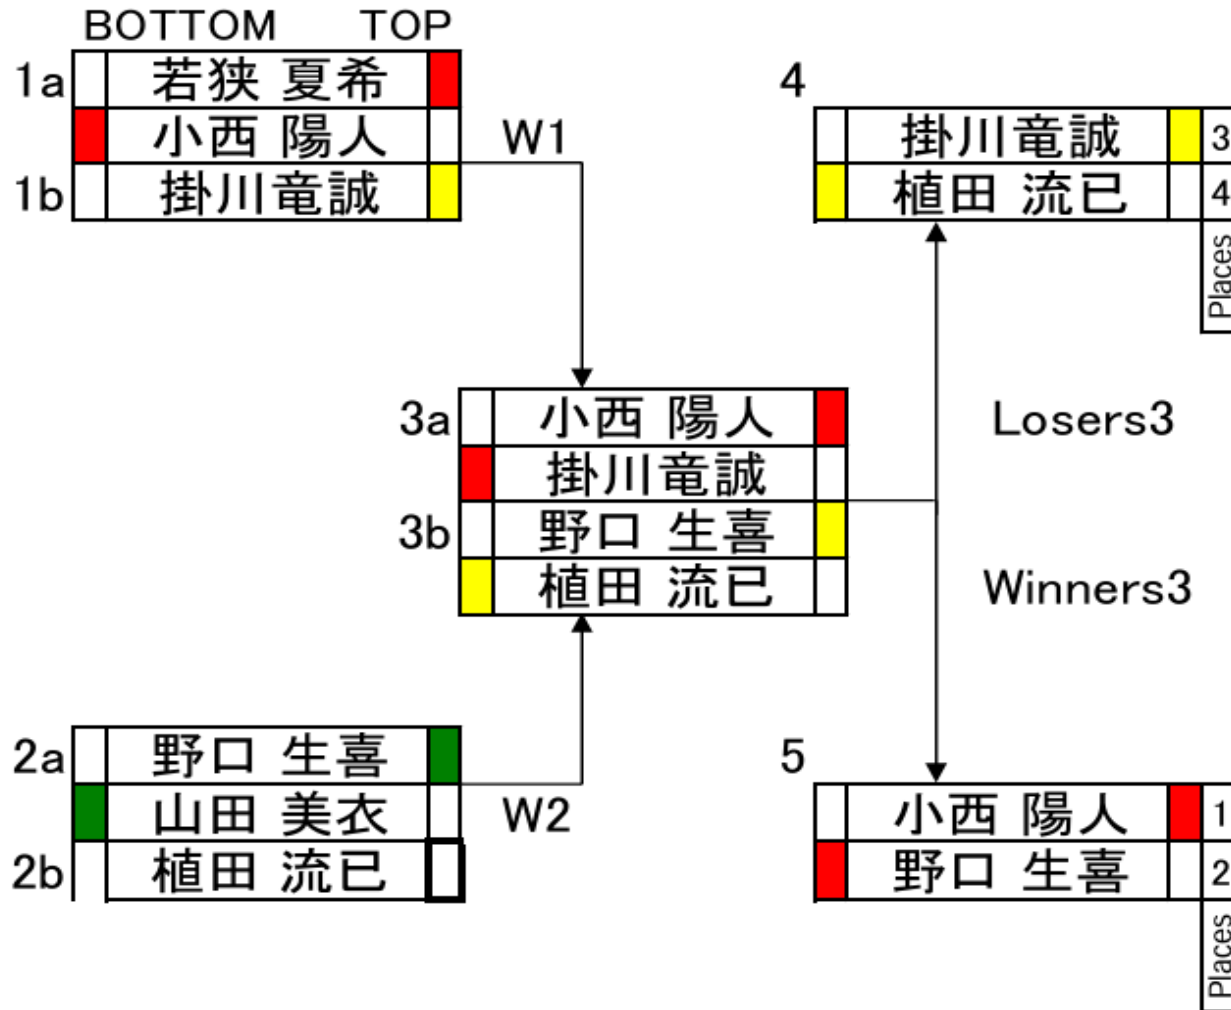 BOTTOM TOP
1a 若狭 夏希
小西 陽人
1b 掛川竜誠
W1
4
掛川竜誠 3
植田 流已 4
Places
3a 小西 陽人
掛川竜誠
3b 野口 生喜
植田 流已
Losers3
Winners3
2a 野口 生喜
山田 美衣
2b 植田 流已
W2
5
小西 陽人 1
野口 生喜 2
Places